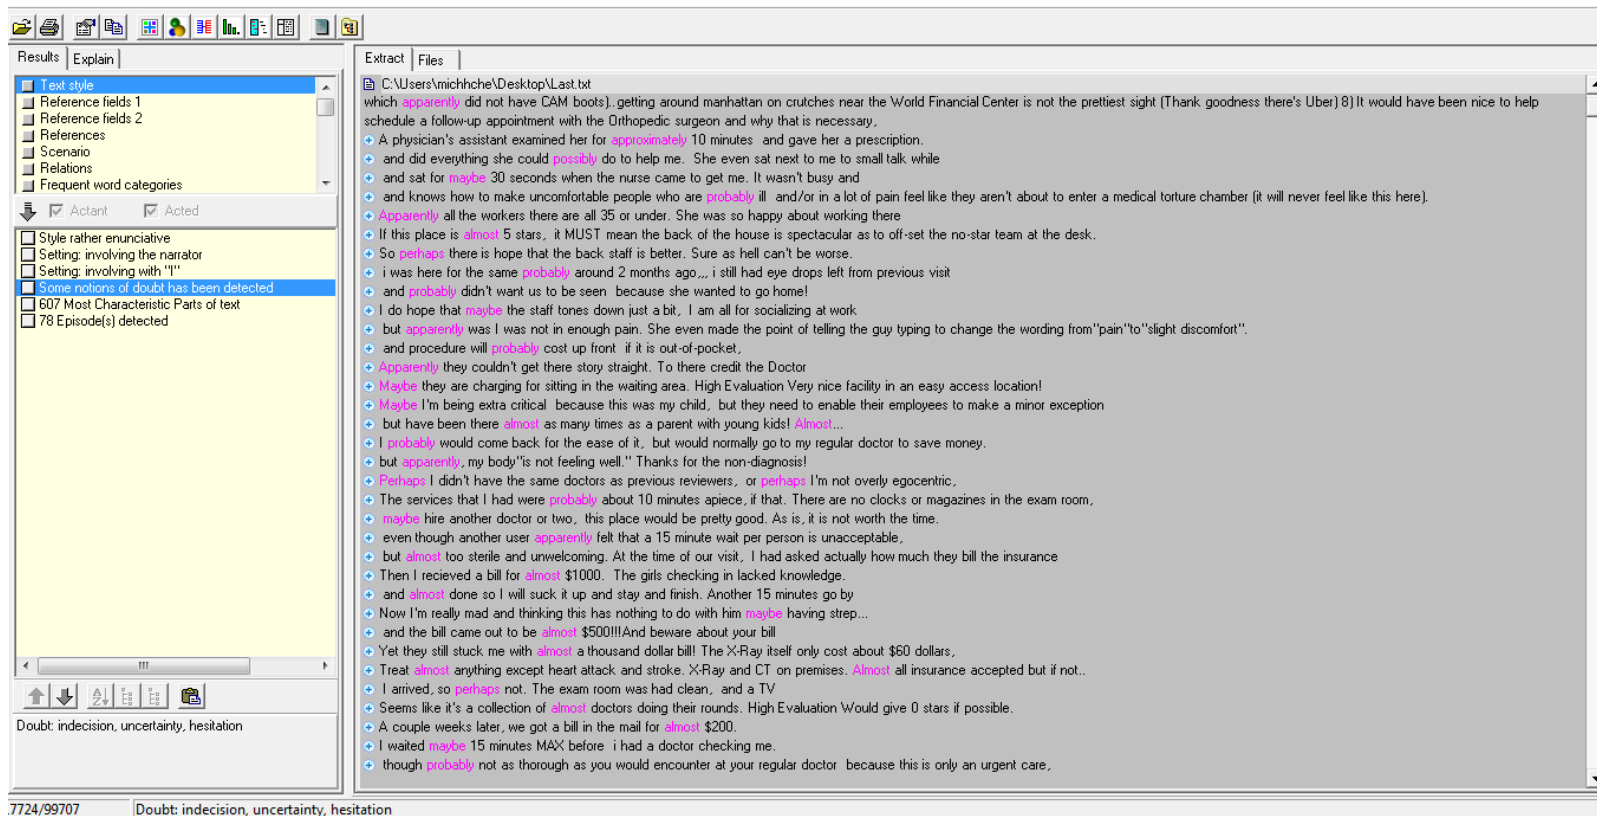 Results
Explain
Text style
Reference fields 1
Reference fields 2
References
Scenario
Relations
Frequent word categories
Actant
Acted
Style rather enunciative
Setting: involving the narrator
Setting: involving with "I"
Some notions of doubt has been detected
607 Most Characteristic Parts of text
78 Episode(s) detected
Doubt: indecision, uncertainty, hesitation
Extract
Files
C:\Users\michhche\Desktop\Last.txt
which apparently did not have CAM boots)..getting around manhattan on crutches near the World Financial Center is not the prettiest sight (Thank goodness there's Uber) 8) It would have been nice to help
schedule a follow-up appointment with the Orthopedic surgeon and why that is necessary,
A physician's assistant examined her for approximately 10 minutes and gave her a prescription.
and did everything she could possibly do to help me. She even sat next to me to small talk while
and sat for maybe 30 seconds when the nurse came to get me. It wasn't busy and
and knows how to make uncomfortable people who are probably ill and/or in a lot of pain feel like they aren't about to enter a medical torture chamber (it will never feel like this here).
Apparently all the workers there are all 35 or under. She was so happy about working there
If this place is almost 5 stars, it MUST mean the back of the house is spectacular as to off-set the no-star team at the desk.
So perhaps there is hope that the back staff is better. Sure as hell can't be worse.
i was here for the same probably around 2 months ago,,, i still had eye drops left from previous visit
and probably didn't want us to be seen because she wanted to go home!
I do hope that maybe the staff tones down just a bit, I am all for socializing at work
but apparently was I was not in enough pain. She even made the point of telling the guy typing to change the wording from"pain"to"slight discomfort".
and procedure will probably cost up front if it is out-of-pocket,
Apparently they couldn't get there story straight. To there credit the Doctor
Maybe they are charging for sitting in the waiting area. High Evaluation Very nice facility in an easy access location!
Maybe I'm being extra critical because this was my child, but they need to enable their employees to make a minor exception
but have been there almost as many times as a parent with young kids! Almost...
I probably would come back for the ease of it, but would normally go to my regular doctor to save money.
but apparently, my body"is not feeling well." Thanks for the non-diagnosis!
Perhaps I didn't have the same doctors as previous reviewers, or perhaps I'm not overly egocentric,
The services that I had were probably about 10 minutes apiece, if that. There are no clocks or magazines in the exam room,
maybe hire another doctor or two, this place would be pretty good. As is, it is not worth the time.
even though another user apparently felt that a 15 minute wait per person is unacceptable,
but almost too sterile and unwelcoming. At the time of our visit, I had asked actually how much they bill the insurance
Then I recieved a bill for almost $1000. The girls checking in lacked knowledge.
and almost done so I will suck it up and stay and finish. Another 15 minutes go by
Now I'm really mad and thinking this has nothing to do with him maybe having strep...
and the bill came out to be almost $500!!!And beware about your bill
Yet they still stuck me with almost a thousand dollar bill! The X-Ray itself only cost about $60 dollars,
Treat almost anything except heart attack and stroke. X-Ray and CT on premises. Almost all insurance accepted but if not..
I arrived, so perhaps not. The exam room was had clean, and a TV
Seems like it's a collection of almost doctors doing their rounds. High Evaluation Would give 0 stars if possible.
A couple weeks later, we got a bill in the mail for almost $200.
I waited maybe 15 minutes MAX before i had a doctor checking me.
though probably not as thorough as you would encounter at your regular doctor because this is only an urgent care,
7724/99707
Doubt: indecision, uncertainty, hesitation